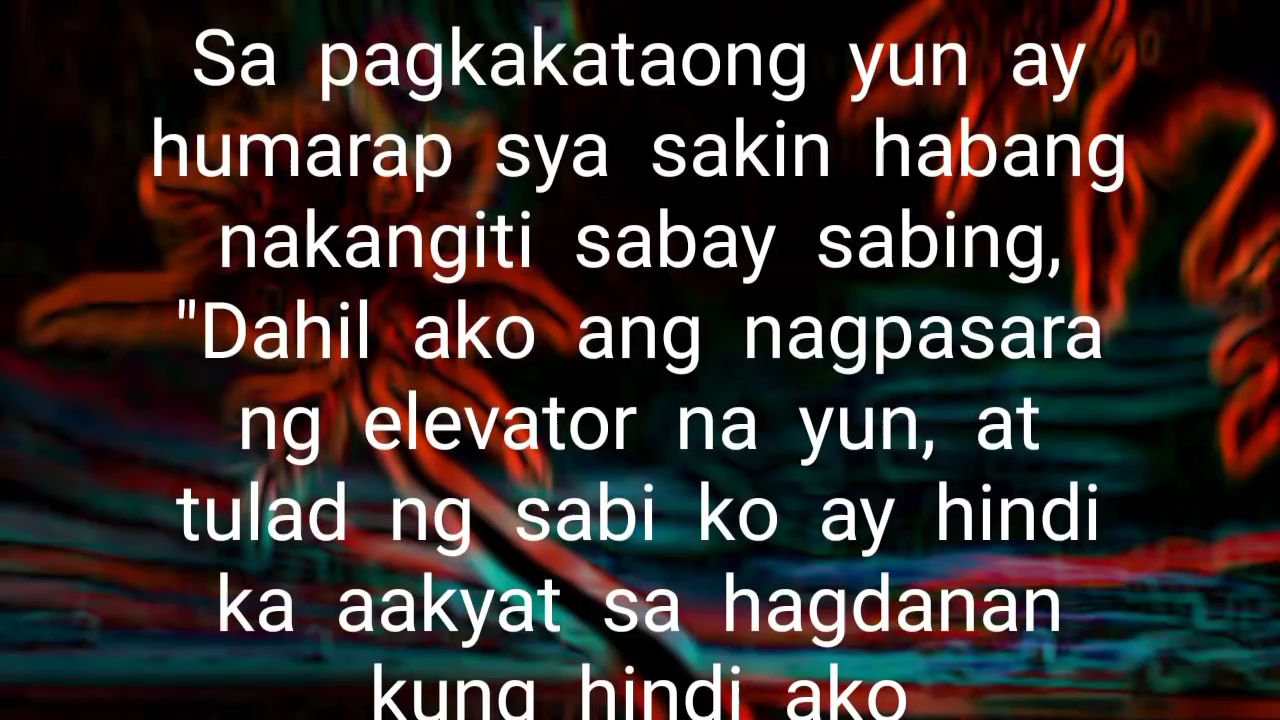 Sa pagkakataong yun ay
humarap sya sakin habang
nakangiti sabay sabing,
"Dahil ako ang nagpasara
ng elevator na yun, at
tulad ng sabi ko ay hindi
ka aakyat sa hagdanan
kung hindi ako